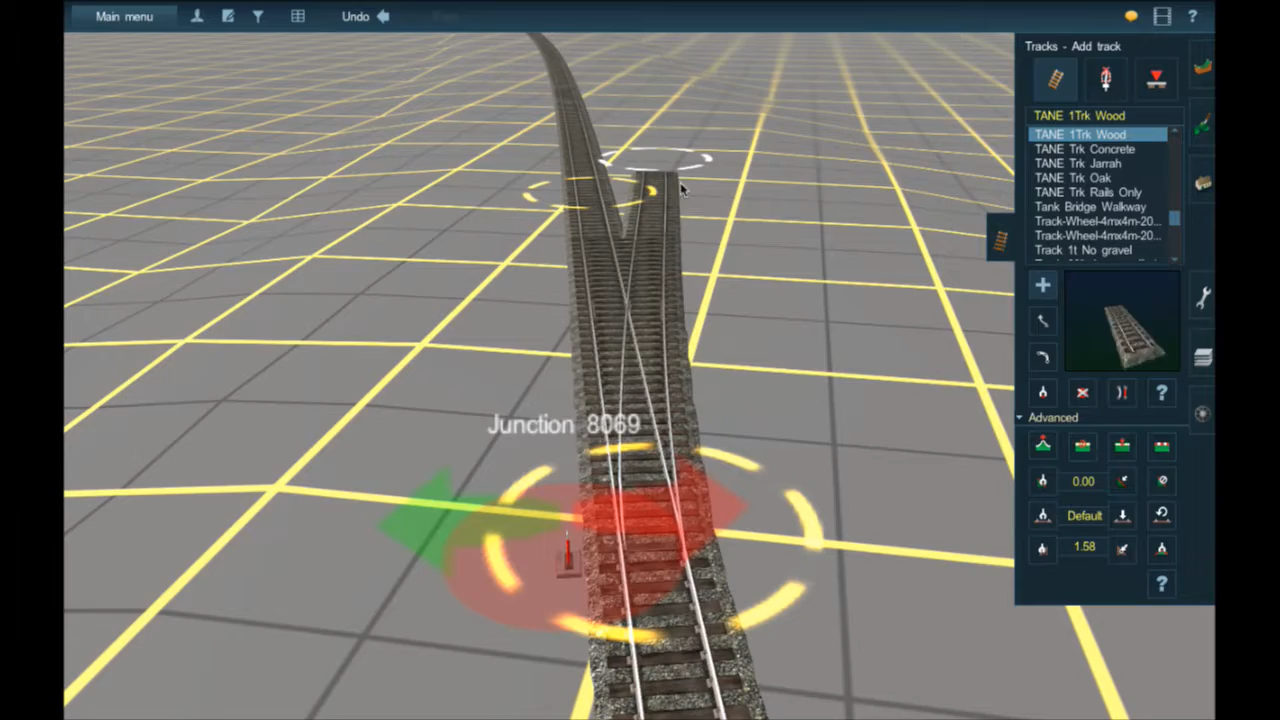 Main menu
Undo
?
Tracks - Add track
TANE 1Trk Wood
TANE 1Trk Wood
TANE Trk Concrete
TANE Trk Jarrah
TANE Trk Oak
TANE Trk Rails Only
Tank Bridge Walkway
Track-Wheel-4mx4m-20...
Track-Wheel-4mx4m-20...
Track 1t No gravel
?
Advanced
0.00
Default
1.58
?
Junction 8069